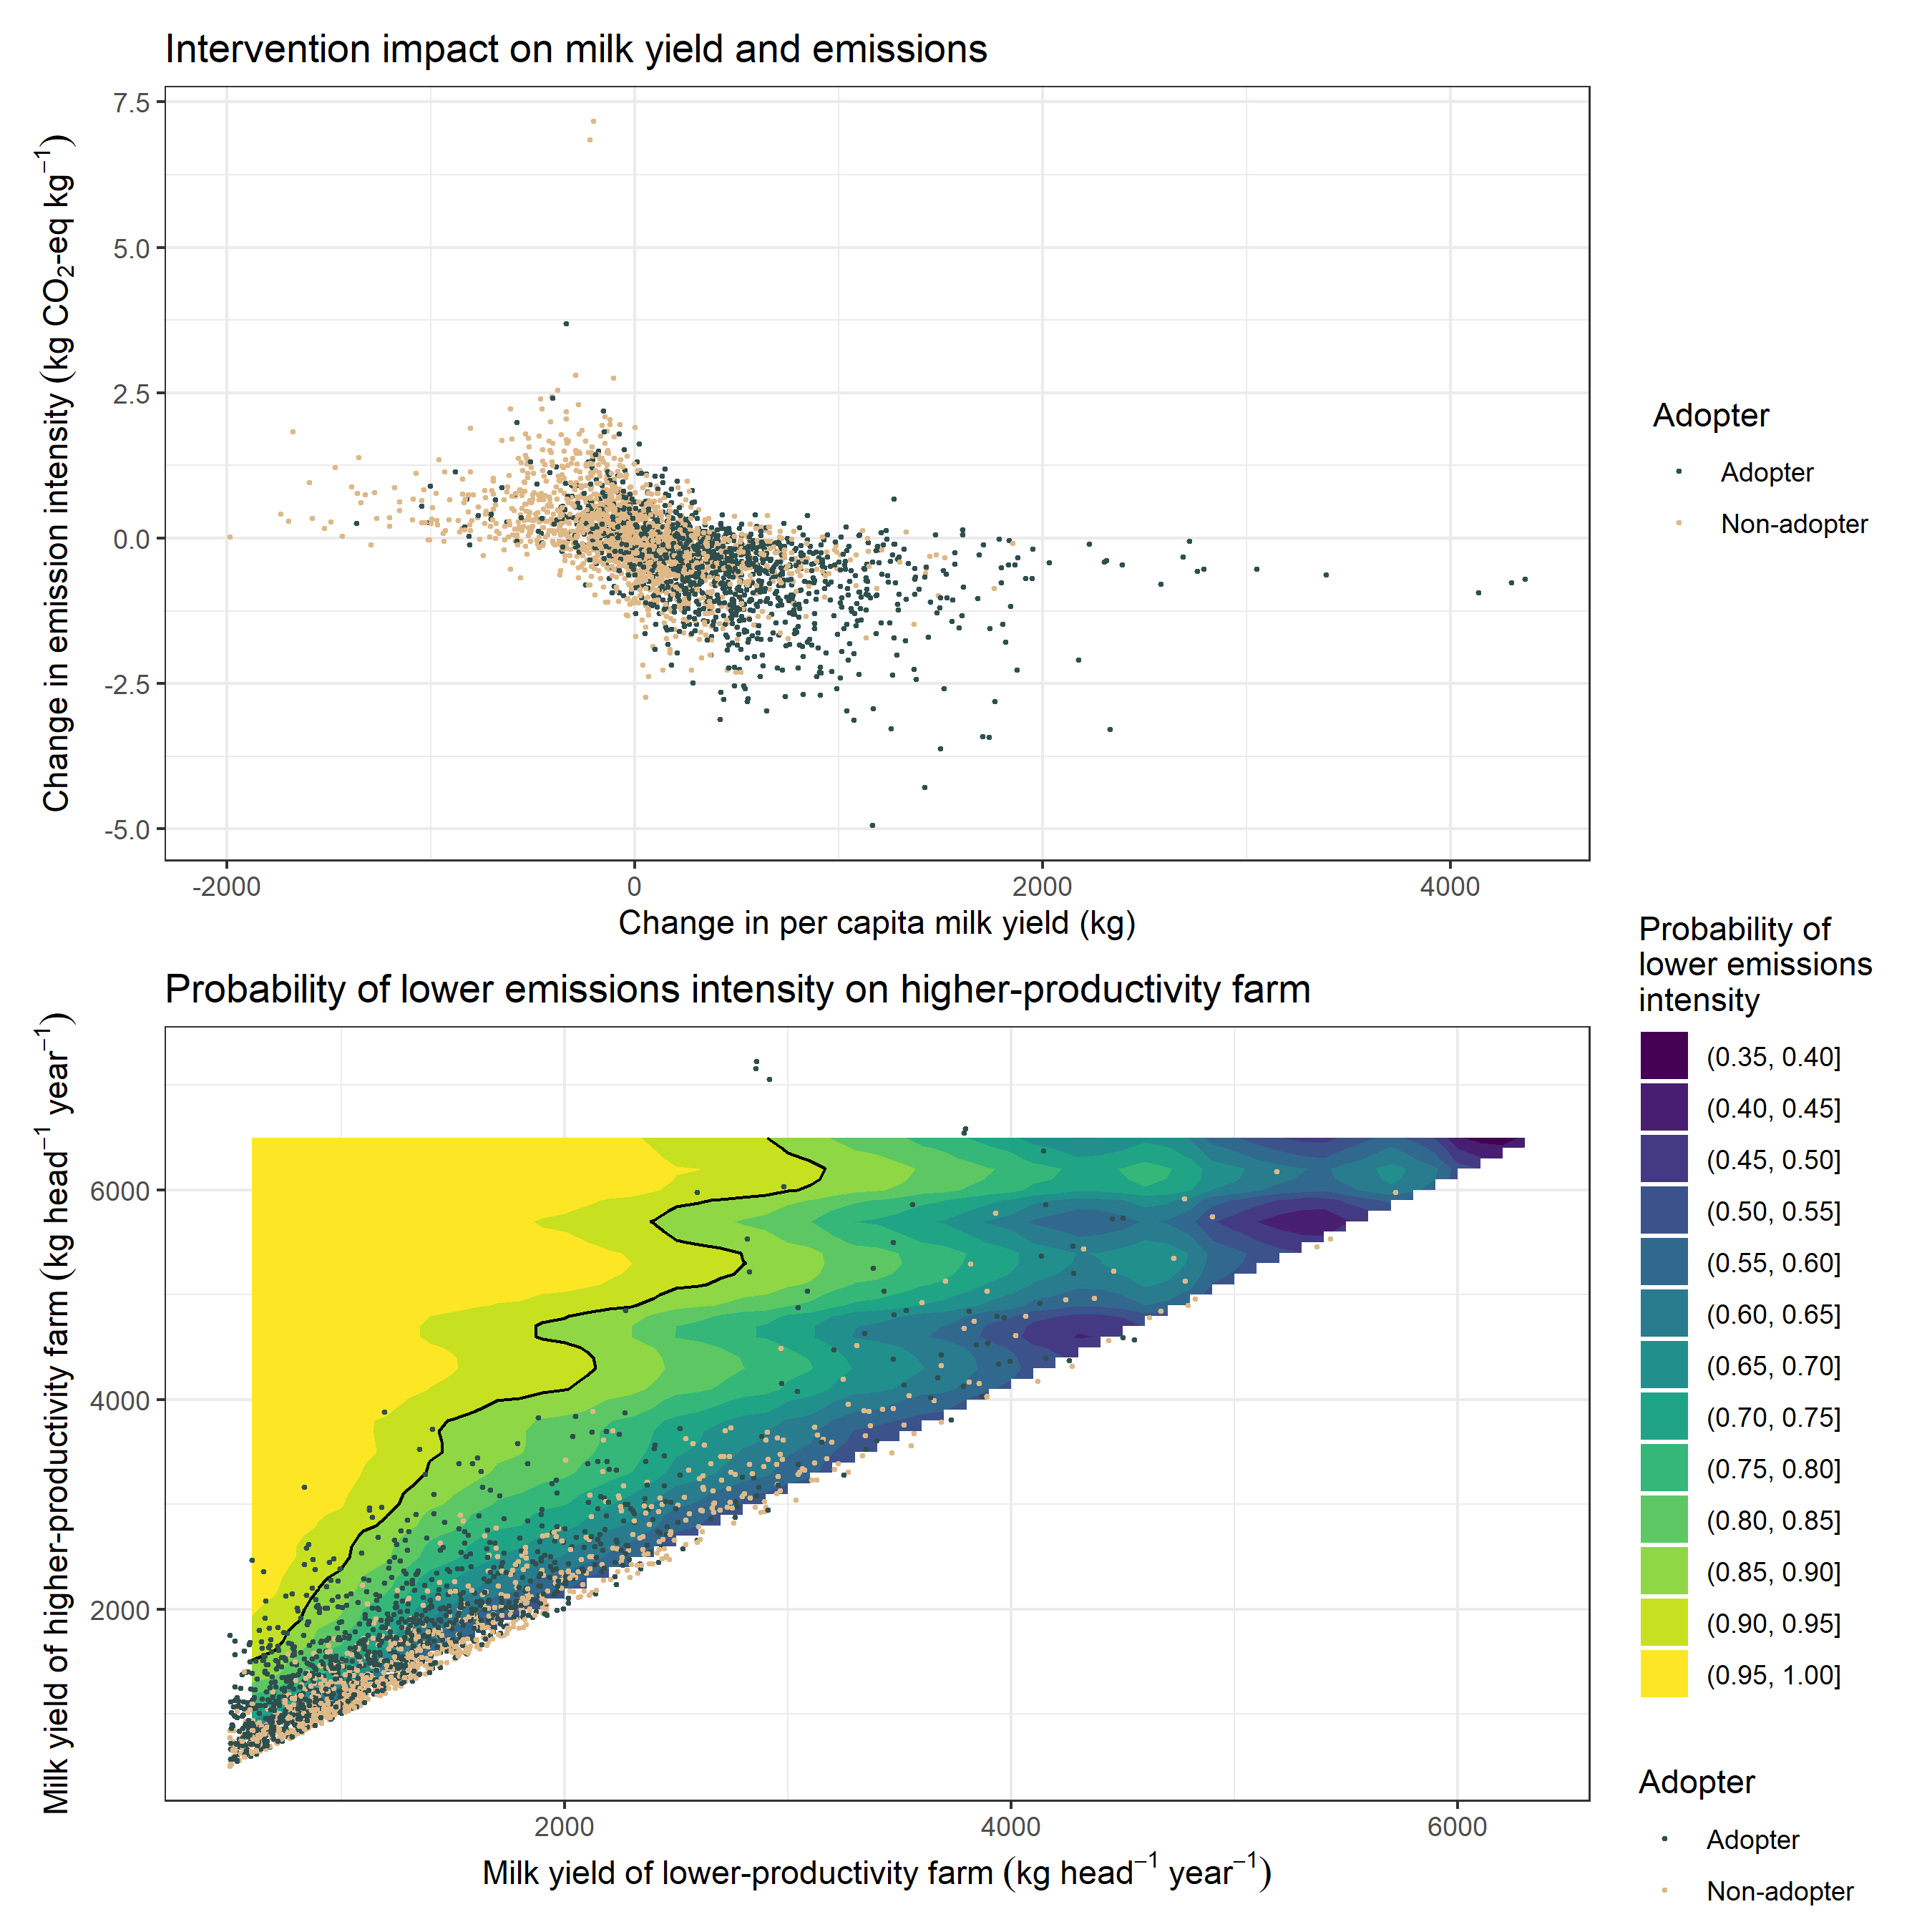 Intervention impact on milk yield and emissions
Change in emission intensity (kg CO₂-eq kg⁻¹)
7.5
5.0
2.5
0.0
-2.5
-5.0
-2000 0 2000 4000
Change in per capita milk yield (kg)
Adopter
Adopter
Non-adopter
Probability of lower emissions intensity on higher-productivity farm
Milk yield of higher-productivity farm (kg head⁻¹ year⁻¹)
6000
4000
2000
2000 4000 6000
Milk yield of lower-productivity farm (kg head⁻¹ year⁻¹)
Probability of
lower emissions
intensity
(0.35, 0.40]
(0.40, 0.45]
(0.45, 0.50]
(0.50, 0.55]
(0.55, 0.60]
(0.60, 0.65]
(0.65, 0.70]
(0.70, 0.75]
(0.75, 0.80]
(0.80, 0.85]
(0.85, 0.90]
(0.90, 0.95]
(0.95, 1.00]
Adopter
Adopter
Non-adopter